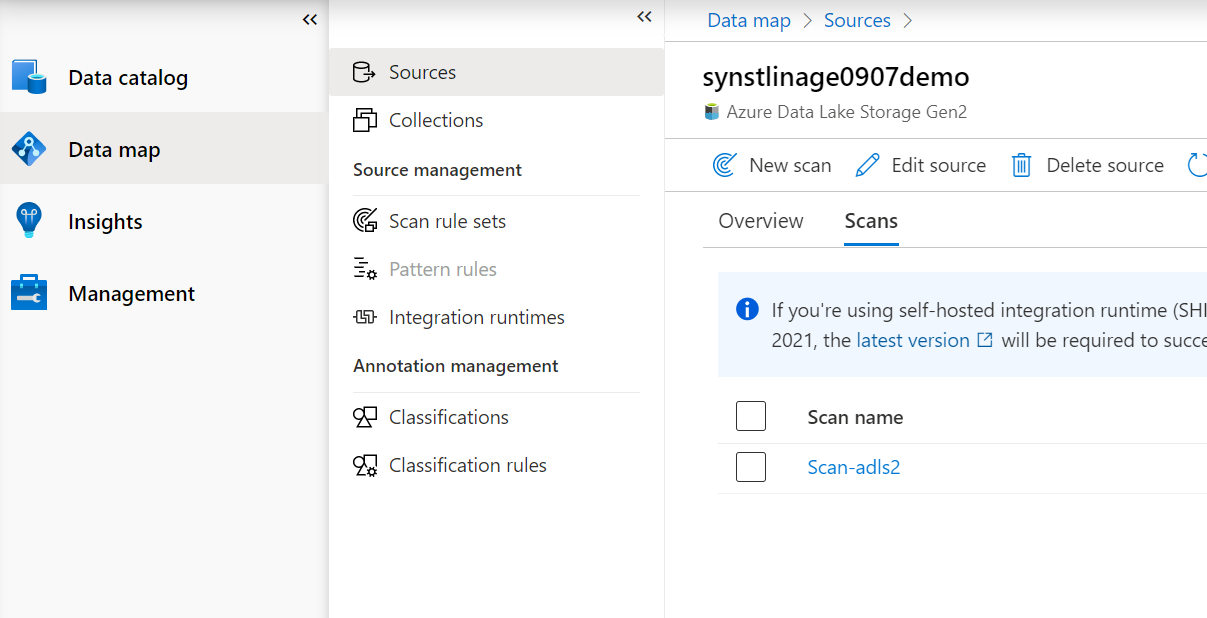 Data catalog
Data map
Insights
Management
Sources
Collections
Source management
Scan rule sets
Pattern rules
Integration runtimes
Annotation management
Classifications
Classification rules
Data map > Sources >
synstlinage0907demo
Azure Data Lake Storage Gen2
New scan Edit source Delete source
Overview Scans
If you're using self-hosted integration runtime (SHI
2021, the latest version will be required to succe
Scan name
Scan-adls2